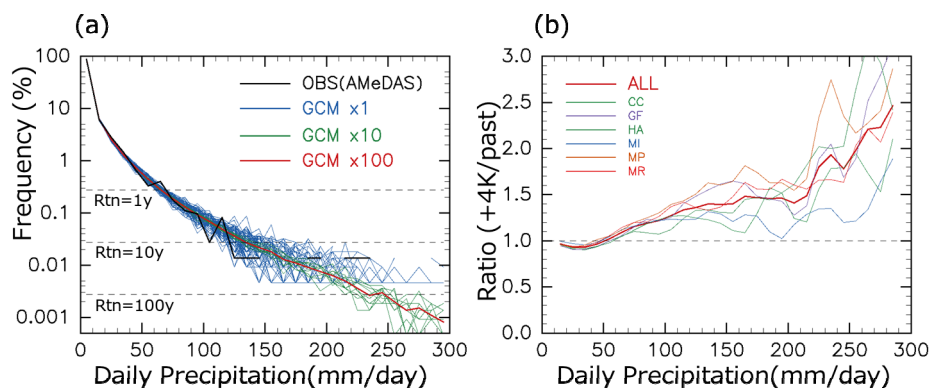 (a)
Frequency (%)
100
10
1
0.1
0.01
0.001
OBS(AMeDAS)
GCM x1
GCM x10
GCM x100
Rtn=1y
Rtn=10y
Rtn=100y
0 50 100 150 200 250 300
Daily Precipitation(mm/day)
(b)
Ratio (+4K/past)
3.0
2.5
2.0
1.5
1.0
0.5
0.0
ALL
CC
GF
HA
MI
MP
MR
0 50 100 150 200 250 300
Daily Precipitation(mm/day)